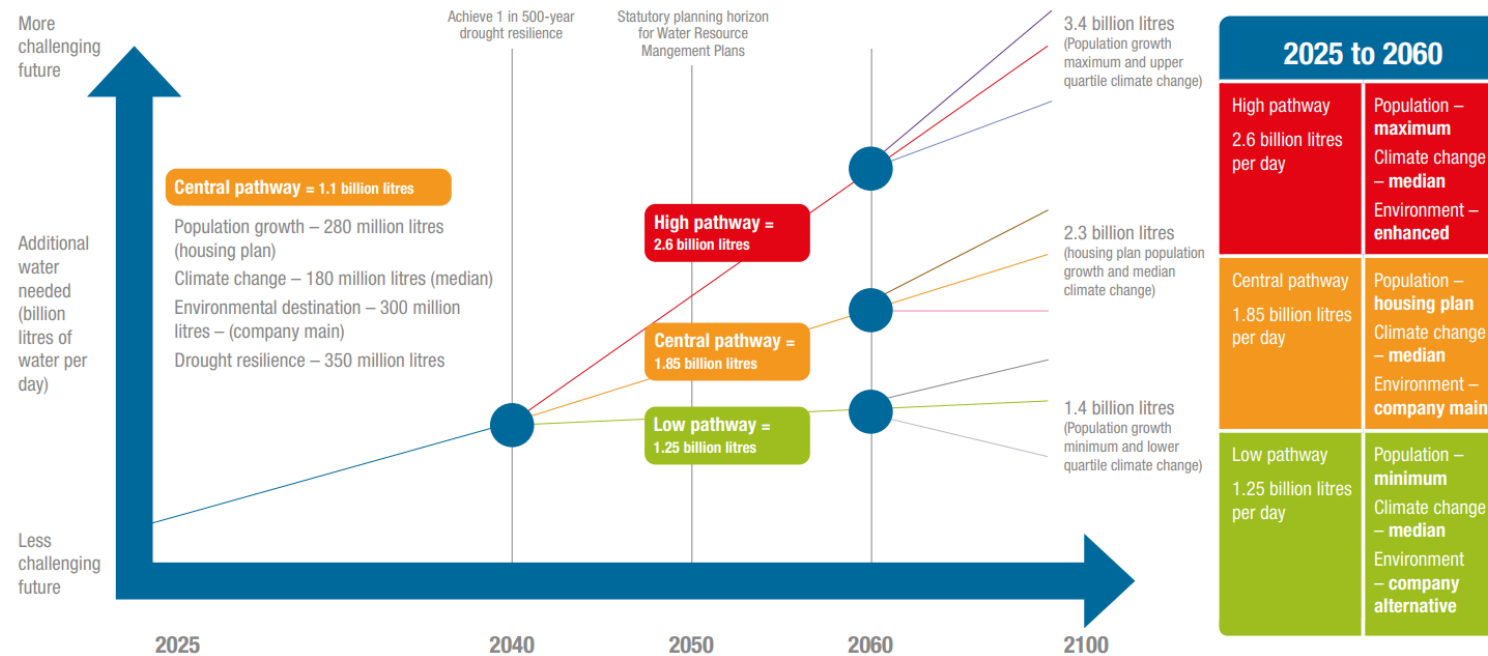 More
challenging
future
Achieve 1 in 500-year
drought resilience
Statutory planning horizon
for Water Resource
Mangement Plans
3.4 billion litres
(Population growth
maximum and upper
quartile climate change)
Central pathway = 1.1 billion litres
Population growth – 280 million litres
(housing plan)
Climate change – 180 million litres (median)
Environmental destination – 300 million
litres – (company main)
Drought resilience – 350 million litres
Additional
water
needed
(billion
litres of
water per
day)
High pathway =
2.6 billion litres
Central pathway =
1.85 billion litres
Low pathway =
1.25 billion litres
2.3 billion litres
(housing plan population
growth and median
climate change)
1.4 billion litres
(Population growth
minimum and lower
quartile climate change)
Less
challenging
future
2025
2040
2050
2060
2100
2025 to 2060
High pathway
2.6 billion litres
per day
Population –
maximum
Climate change
– median
Environment –
enhanced
Central pathway
1.85 billion litres
per day
Population –
housing plan
Climate change
– median
Environment –
company main
Low pathway
1.25 billion litres
per day
Population –
minimum
Climate change
– median
Environment
– company
alternative